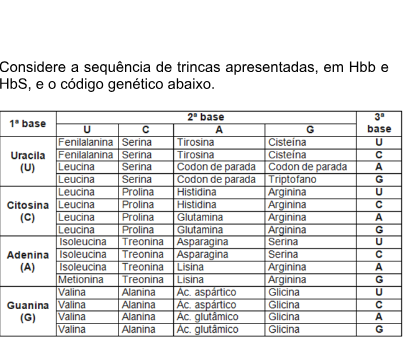 Considere a sequência de trincas apresentadas, em Hbb e
HbS, e o código genético abaixo.
1ª base 2ª base 3ª base
U C A G
Uracila (U) Fenilalanina Serina Tirosina Cisteína U
Fenilalanina Serina Tirosina Cisteína C
Leucina Serina Codon de parada Codon de parada A
Leucina Serina Codon de parada Triptofano G
Citosina (C) Leucina Prolina Histidina Arginina U
Leucina Prolina Histidina Arginina C
Leucina Prolina Glutamina Arginina A
Leucina Prolina Glutamina Arginina G
Adenina (A) Isoleucina Treonina Asparagina Serina U
Isoleucina Treonina Asparagina Serina C
Isoleucina Treonina Lisina Arginina A
Metionina Treonina Lisina Arginina G
Guanina (G) Valina Alanina Ác. aspártico Glicina U
Valina Alanina Ác. aspártico Glicina C
Valina Alanina Ác. glutâmico Glicina A
Valina Alanina Ác. glutâmico Glicina G